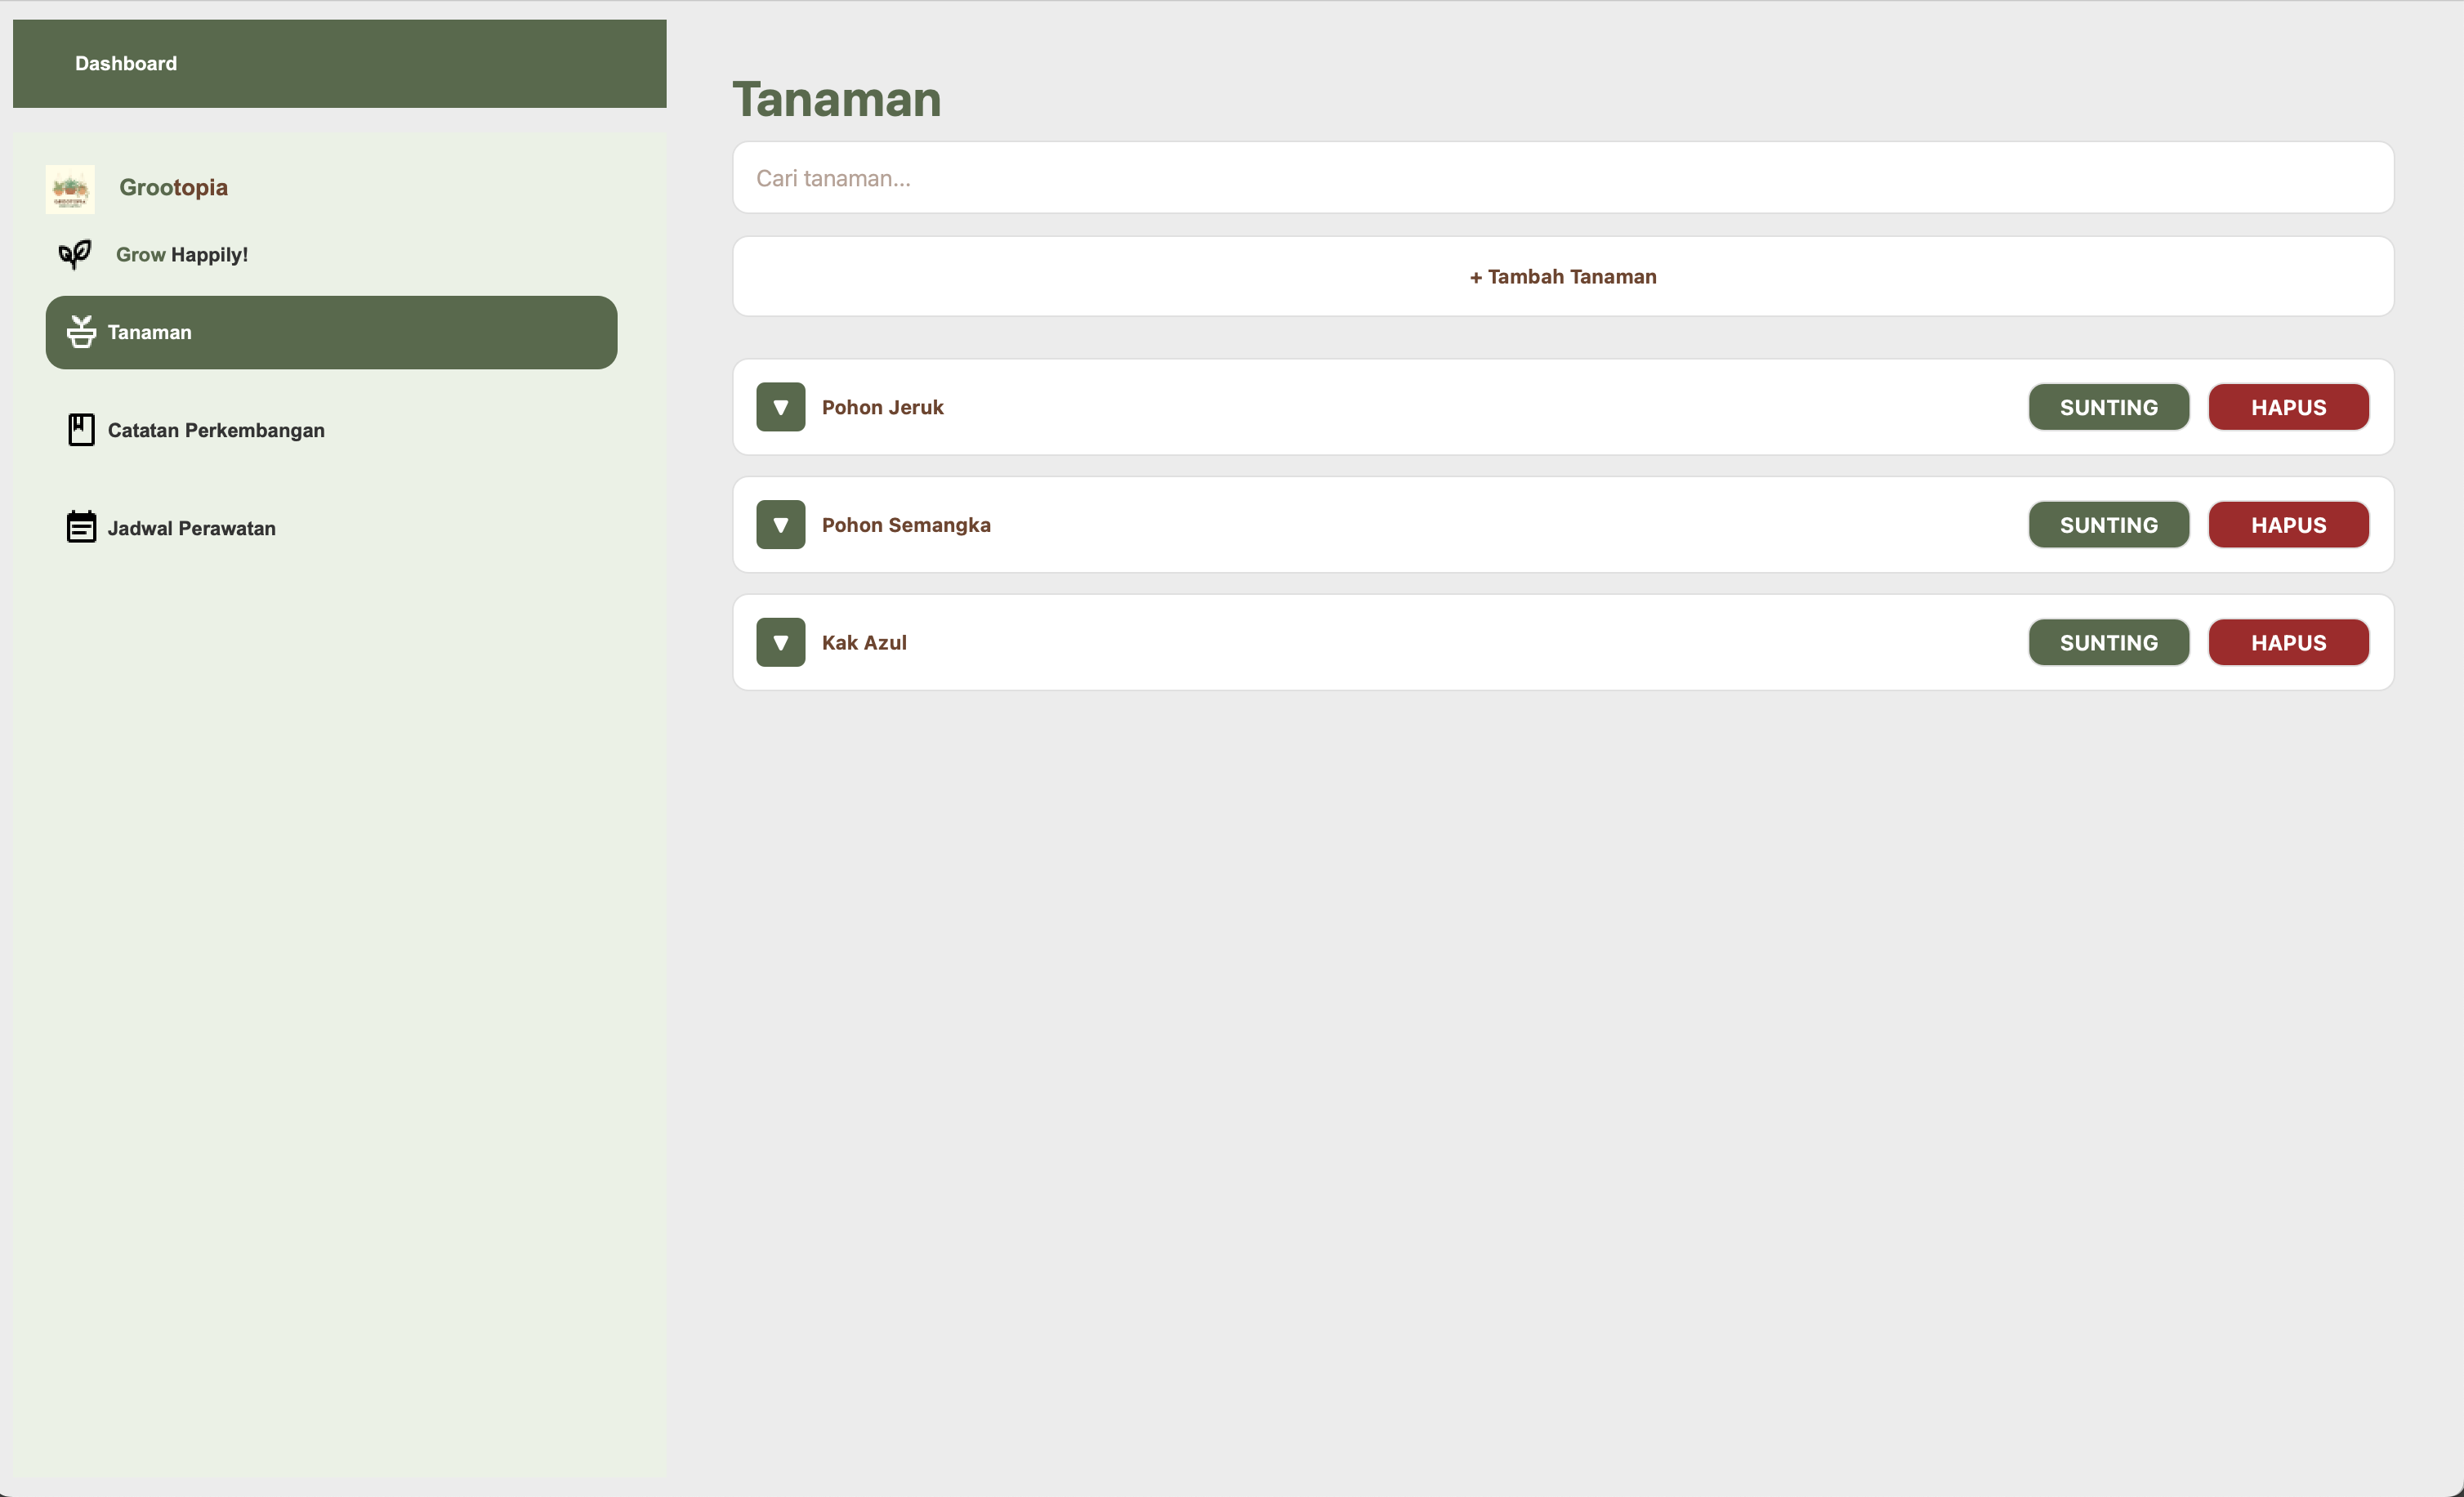 Dashboard
Grootopia
Grow Happily!
Tanaman
Catatan Perkembangan
Jadwal Perawatan
Tanaman
Cari tanaman...
+ Tambah Tanaman
Pohon Jeruk SUNTING HAPUS
Pohon Semangka SUNTING HAPUS
Kak Azul SUNTING HAPUS